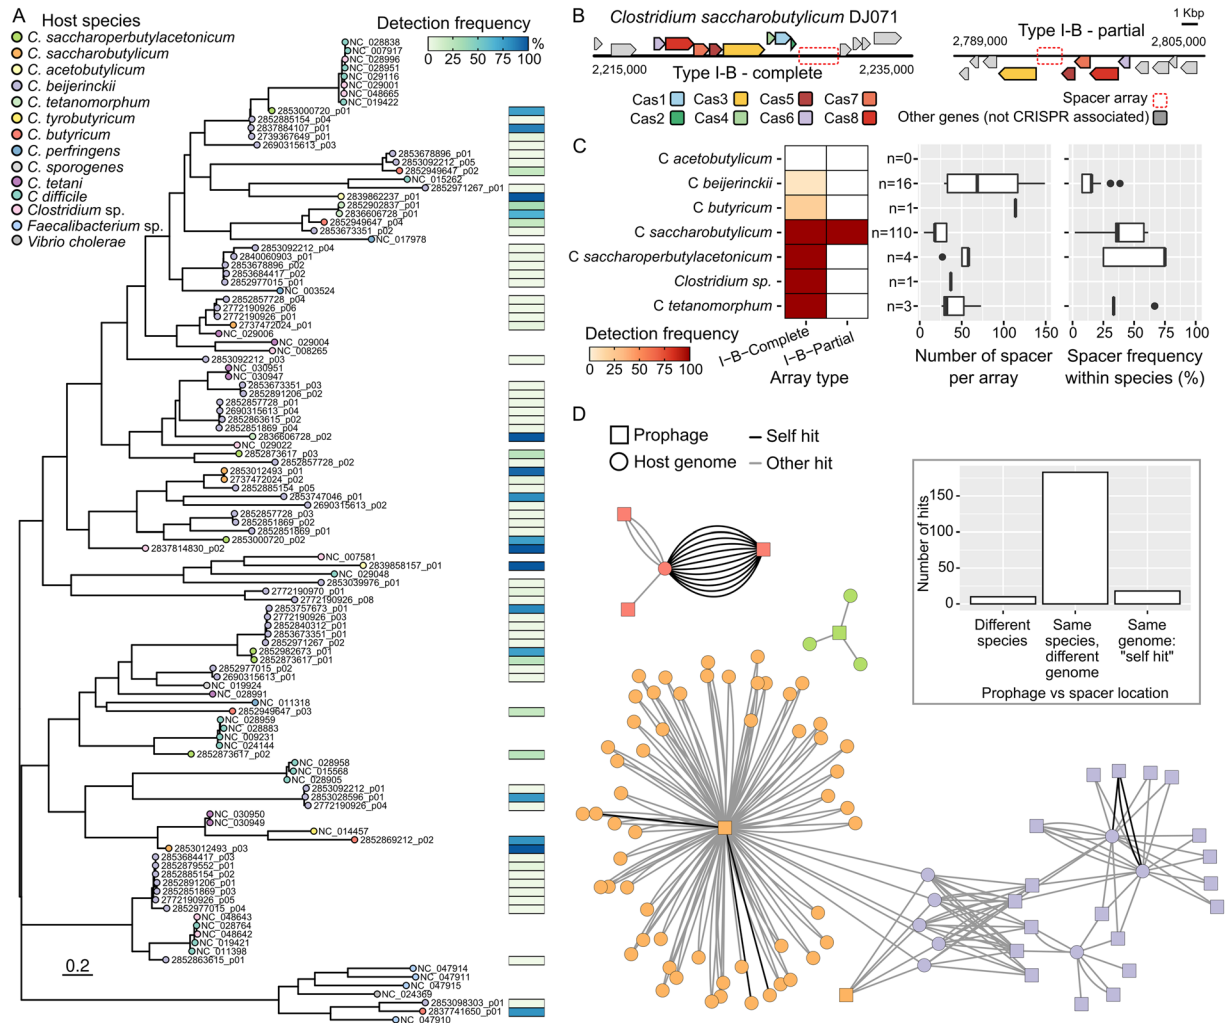 A
Host species
C. saccharoperbutylacetonicum
C. saccharobutylicum
C. acetobutylicum
C. beijerinckii
C. tetanomorphum
C. tyrobutyricum
C. butyricum
C. perfringens
C. sporogenes
C. tetani
C difficile
Clostridium sp.
Faecalibacterium sp.
Vibrio cholerae
Detection frequency
0 25 50 75 100 %
NC_028838
NC_007917
NC_028996
NC_028951
NC_029116
NC_029001
NC_048665
NC_019422
2853000720_p01
2852885154_p04
2837884107_p01
2739367649_p01
2690315613_p03
2853678896_p01
2853092212_p05
2852949647_p02
NC_015262
2852971267_p01
2839862237_p01
2852902837_p01
2836606728_p01
2852949647_p04
2853673351_p02
NC_017978
2853092212_p04
2840060903_p01
2853678896_p02
2853684417_p02
2852977015_p01
NC_003524
2852857728_p04
2772190926_p06
2772190926_p01
2737472024_p01
NC_029006
NC_029004
NC_008265
2853092212_p03
NC_030951
NC_030947
2853673351_p03
2852891206_p02
2852857728_p01
2690315613_p04
2852863615_p02
2852851869_p04
2836606728_p02
NC_029022
2852873617_p03
2852857728_p02
2853012493_p01
2737472024_p02
2852885154_p05
2853747046_p01
2690315613_p02
2852857728_p03
2852851869_p02
2852851869_p01
2853000720_p02
2837814830_p02
NC_007581
2839858157_p01
NC_029048
2853039976_p01
2772190970_p01
2772190926_p08
2853757673_p01
2772190926_p03
2852840312_p01
2853673351_p01
2852971267_p02
2852982673_p01
2852873617_p01
2852977015_p02
2690315613_p01
NC_019924
NC_028991
NC_011318
2852949647_p03
NC_028959
NC_028883
NC_009231
NC_024144
2852873617_p02
NC_028958
NC_015568
NC_028905
2853092212_p01
2853028596_p01
2772190926_p04
NC_030950
NC_030949
NC_014457
2852869212_p02
2853012493_p03
2853684417_p03
2852879552_p01
2852885154_p02
2852891206_p01
2852851869_p03
2772190926_p05
2852977015_p04
NC_048643
NC_028764
NC_048642
NC_019421
NC_011398
2852863615_p01
0.2
NC_047914
NC_047911
NC_047915
NC_024369
2853098303_p01
2837741650_p01
NC_047910
B
Clostridium saccharobutylicum DJ071
1 Kbp
2,215,000
Type I-B - complete
2,235,000
2,789,000
Type I-B - partial
2,805,000
Cas1 Cas3 Cas5 Cas7
Cas2 Cas4 Cas6 Cas8
Spacer array
Other genes (not CRISPR associated)
C
C acetobutylicum
C beijerinckii
C butyricum
C saccharobutylicum
C saccharoperbutylacetonicum
Clostridium sp.
C tetanomorphum
n=0
n=16
n=1
n=110
n=4
n=1
n=3
Detection frequency
0 25 50 75 100
I-B-Complete
I-B-Partial
Array type
0 50 100 150
Number of spacer
per array
0 25 50 75 100
Spacer frequency
within species (%)
D
Prophage
Host genome
Self hit
Other hit
Number of hits
150
100
50
0
Different
species
Same
species,
different
genome
Same
genome:
"self hit"
Prophage vs spacer location